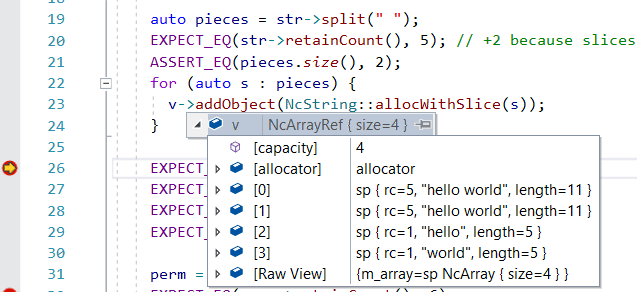 18
19 auto pieces = str->split(" ");
20 EXPECT_EQ(str->retainCount(), 5); // +2 because slices
21 ASSERT_EQ(pieces.size(), 2);
22 for (auto s : pieces) {
23 v->addObject(NcString::allocWithSlice(s));
24 }
v NcArrayRef { size=4 }
25
[capacity] 4
26 EXPECT_
[allocator] allocator
27 EXPECT_
[0] sp { rc=5, "hello world", length=11 }
28 EXPECT_
[1] sp { rc=5, "hello world", length=11 }
29 EXPECT_
[2] sp { rc=1, "hello", length=5 }
30
[3] sp { rc=1, "world", length=5 }
31 perm =
[Raw View] {m_array=sp NcArray { size=4 } }